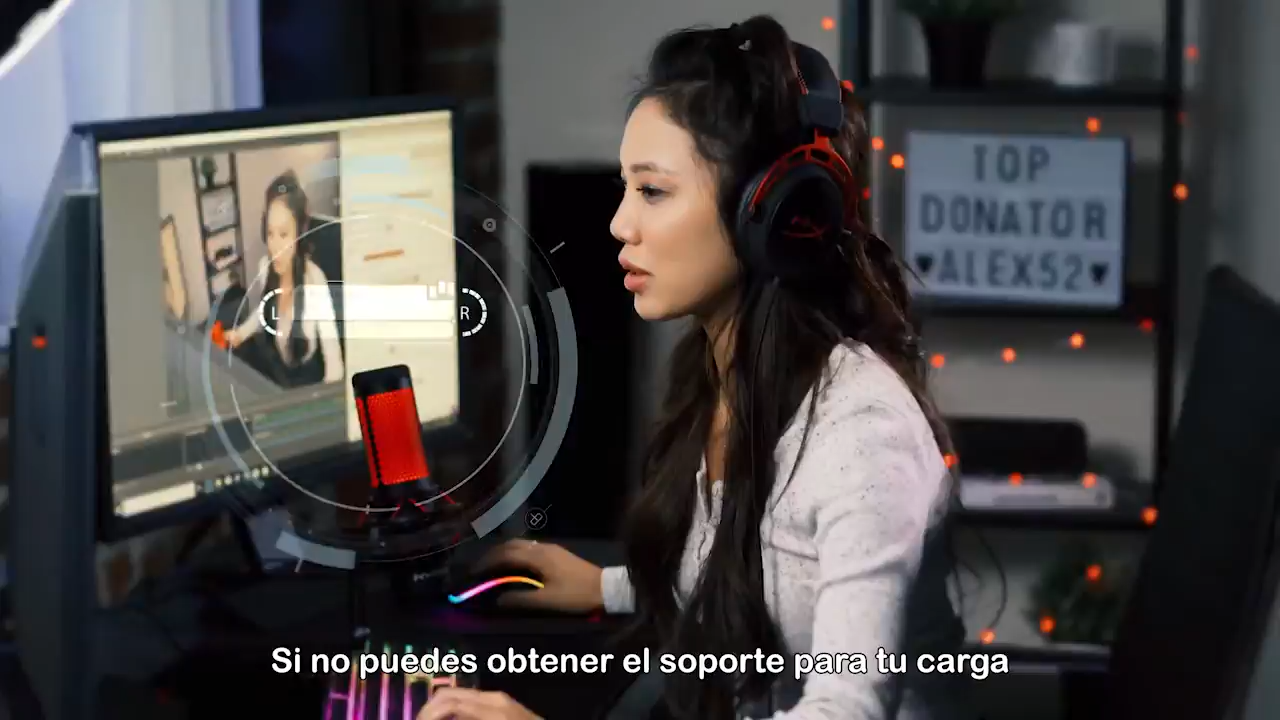 TOP
DONATOR
♥ALEX52♥
L
R
Si no puedes obtener el soporte para tu carga